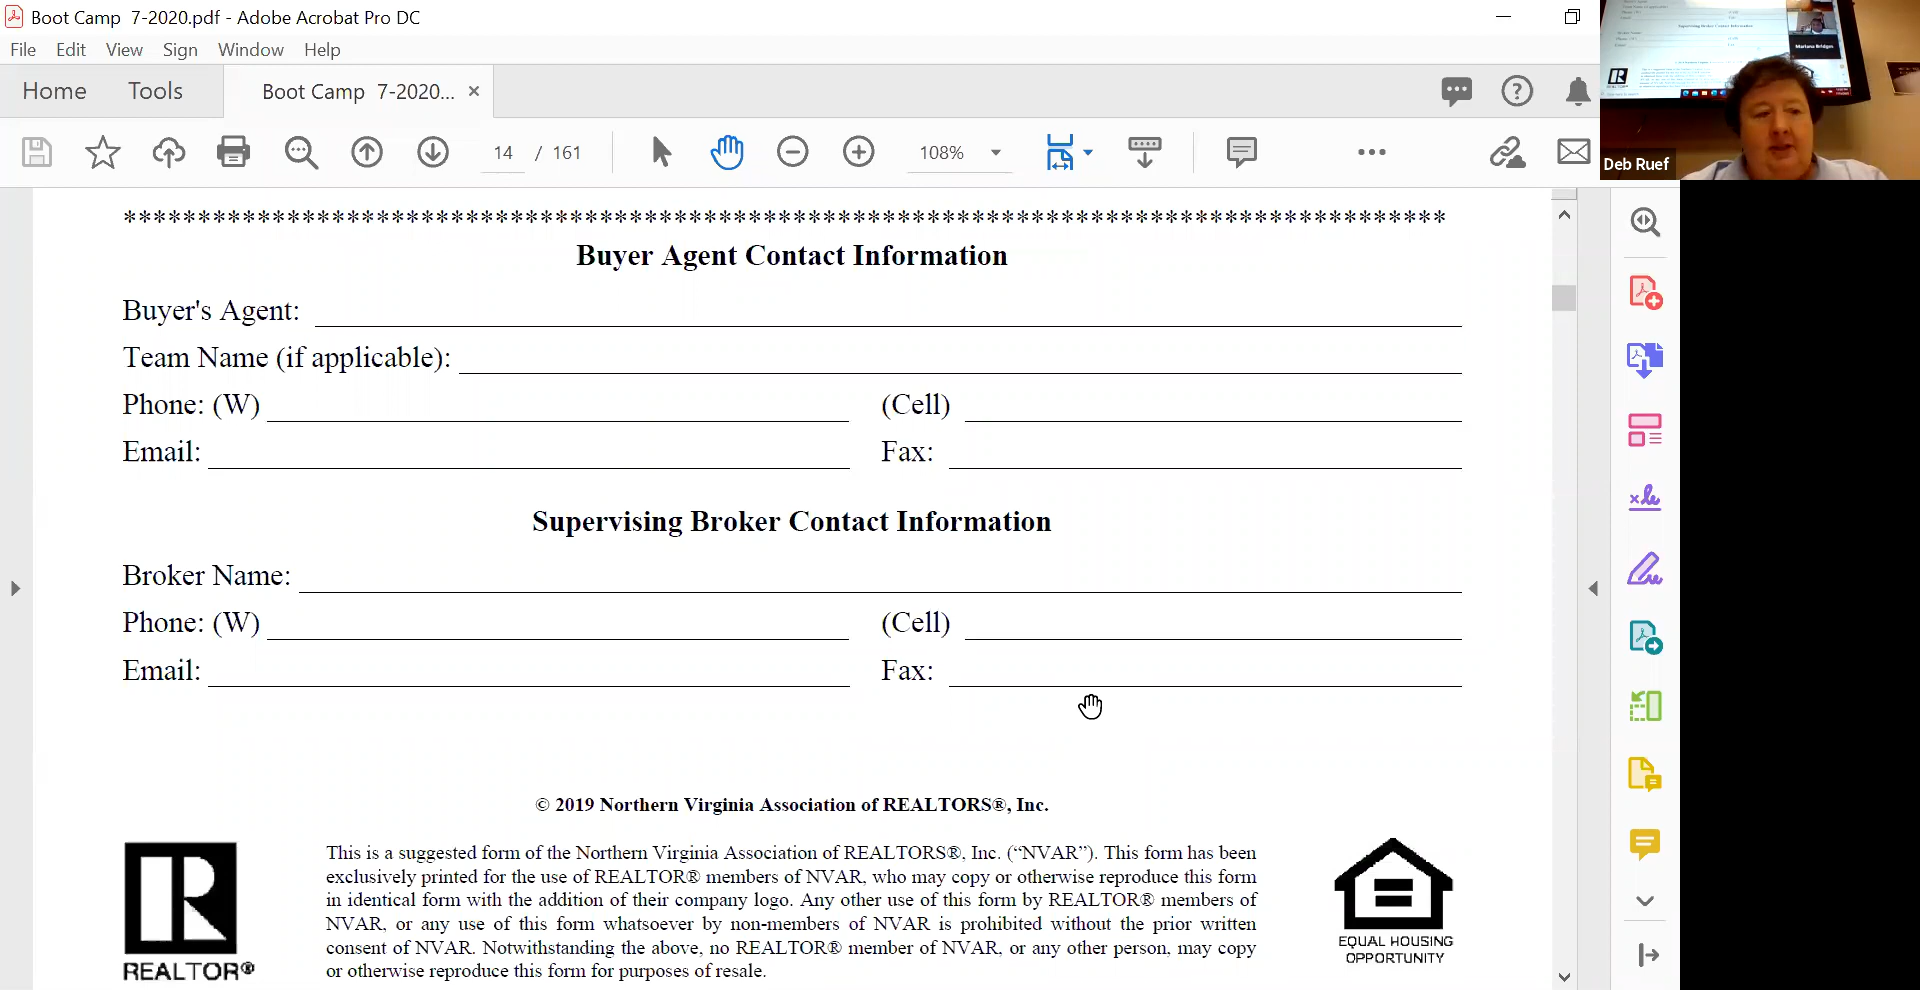 Boot Camp  7-2020.pdf - Adobe Acrobat Pro DC
File Edit View Sign Window Help
Home Tools Boot Camp  7-2020... ×
14 / 161 108%
Mariana Bridges
Deb Ruef
******************************************************************************************
Buyer Agent Contact Information
Buyer's Agent:
Team Name (if applicable):
Phone: (W) (Cell)
Email: Fax:
Supervising Broker Contact Information
Broker Name:
Phone: (W) (Cell)
Email: Fax:
© 2019 Northern Virginia Association of REALTORS®, Inc.
This is a suggested form of the Northern Virginia Association of REALTORS®, Inc. (“NVAR”). This form has been
exclusively printed for the use of REALTOR® members of NVAR, who may copy or otherwise reproduce this form
in identical form with the addition of their company logo. Any other use of this form by REALTOR® members of
NVAR, or any use of this form whatsoever by non-members of NVAR is prohibited without the prior written
consent of NVAR. Notwithstanding the above, no REALTOR® member of NVAR, or any other person, may copy
or otherwise reproduce this form for purposes of resale.
REALTOR®
EQUAL HOUSING
OPPORTUNITY